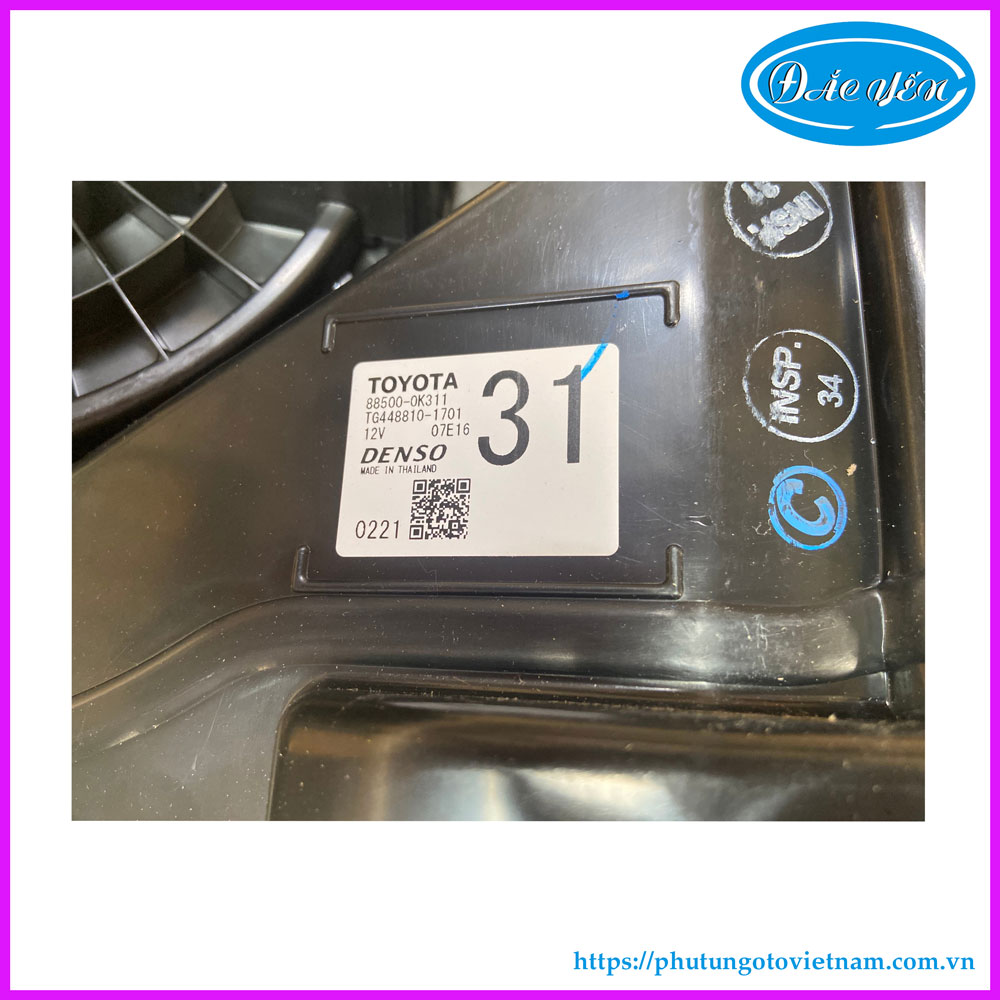 ĐẮC YẾN
TOYOTA
88500-0K311
TG448810-1701
12V 07E16
DENSO
MADE IN THAILAND
0221
31
INSP.
34
C
https://phutungotovietnam.com.vn